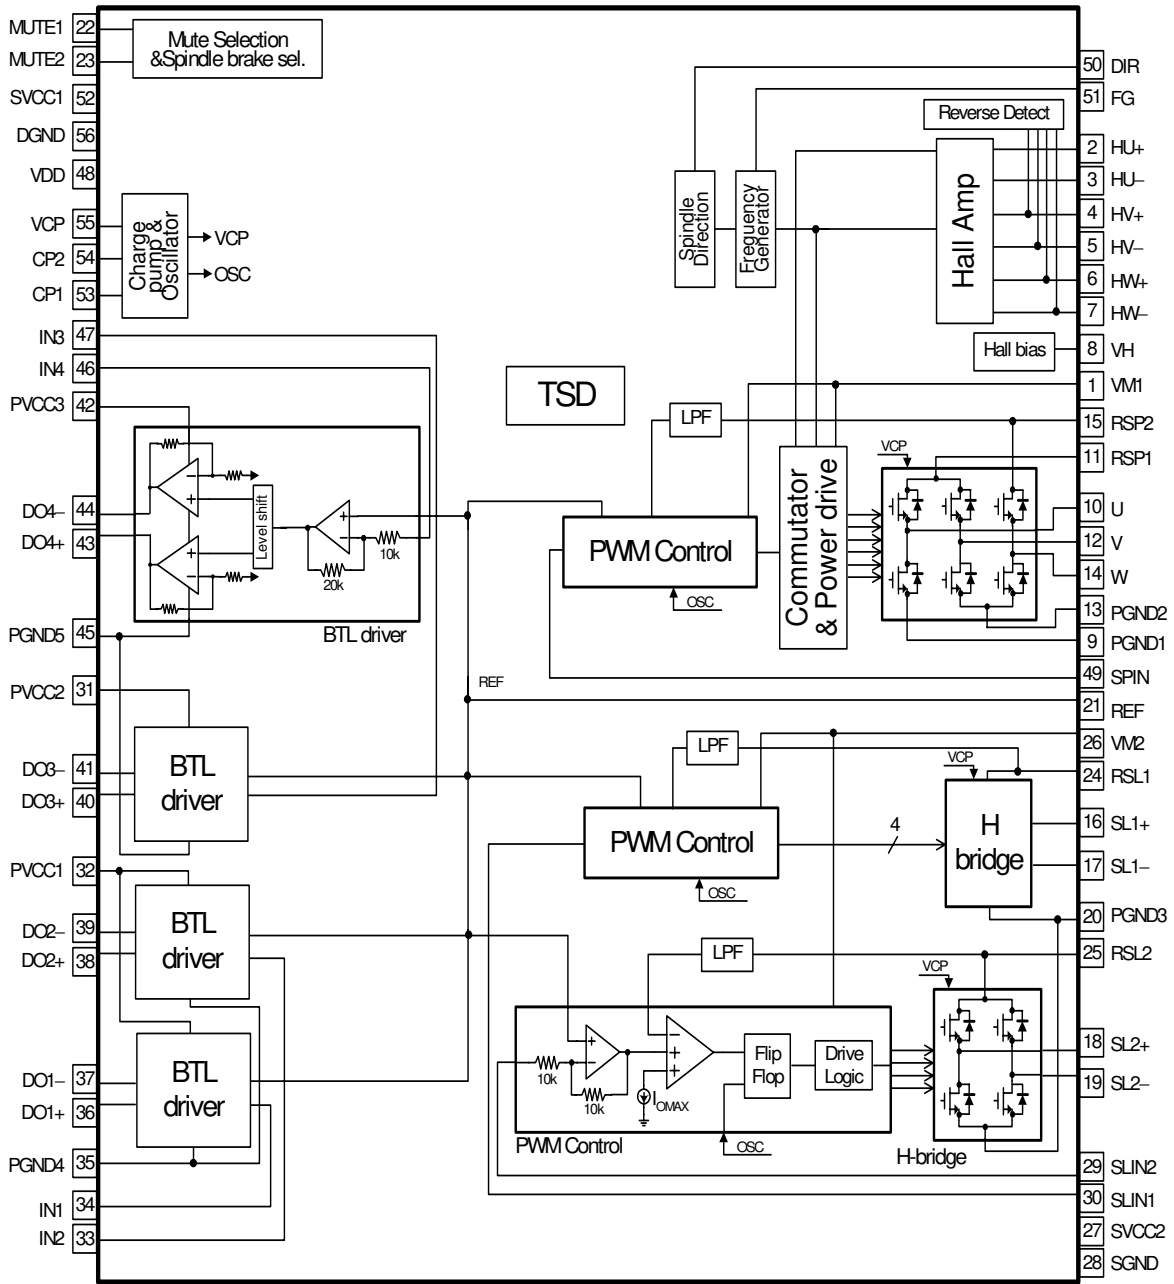 MUTE1 22
MUTE2 23
Mute Selection
&Spindle brake sel.
SVCC1 52
DGND 56
VDD 48
VCP 55
CP2 54
CP1 53
Charge
pump &
Oscillator
VCP
OSC
IN3 47
IN4 46
PVCC3 42
DO4– 44
DO4+ 43
PGND5 45
–
+
+
–
Level shift
+
–
10k
20k
BTL driver
PVCC2 31
DO3– 41
DO3+ 40
BTL
driver
PVCC1 32
DO2– 39
DO2+ 38
BTL
driver
DO1– 37
DO1+ 36
BTL
driver
PGND4 35
IN1 34
IN2 33
TSD
REF
Spindle
Direction
Freguency
Generator
Reverse Detect
Hall Amp
Hall bias
LPF
PWM Control
OSC
Commutator
& Power drive
VCP
LPF
PWM Control
OSC
4
VCP
H
bridge
LPF
+
–
10k
10k
–
+
+
IOMAX
Flip
Flop
Drive
Logic
OSC
PWM Control
VCP
H-bridge
50 DIR
51 FG
2 HU+
3 HU–
4 HV+
5 HV–
6 HW+
7 HW–
8 VH
1 VM1
15 RSP2
11 RSP1
10 U
12 V
14 W
13 PGND2
9 PGND1
49 SPIN
21 REF
26 VM2
24 RSL1
16 SL1+
17 SL1–
20 PGND3
25 RSL2
18 SL2+
19 SL2–
29 SLIN2
30 SLIN1
27 SVCC2
28 SGND